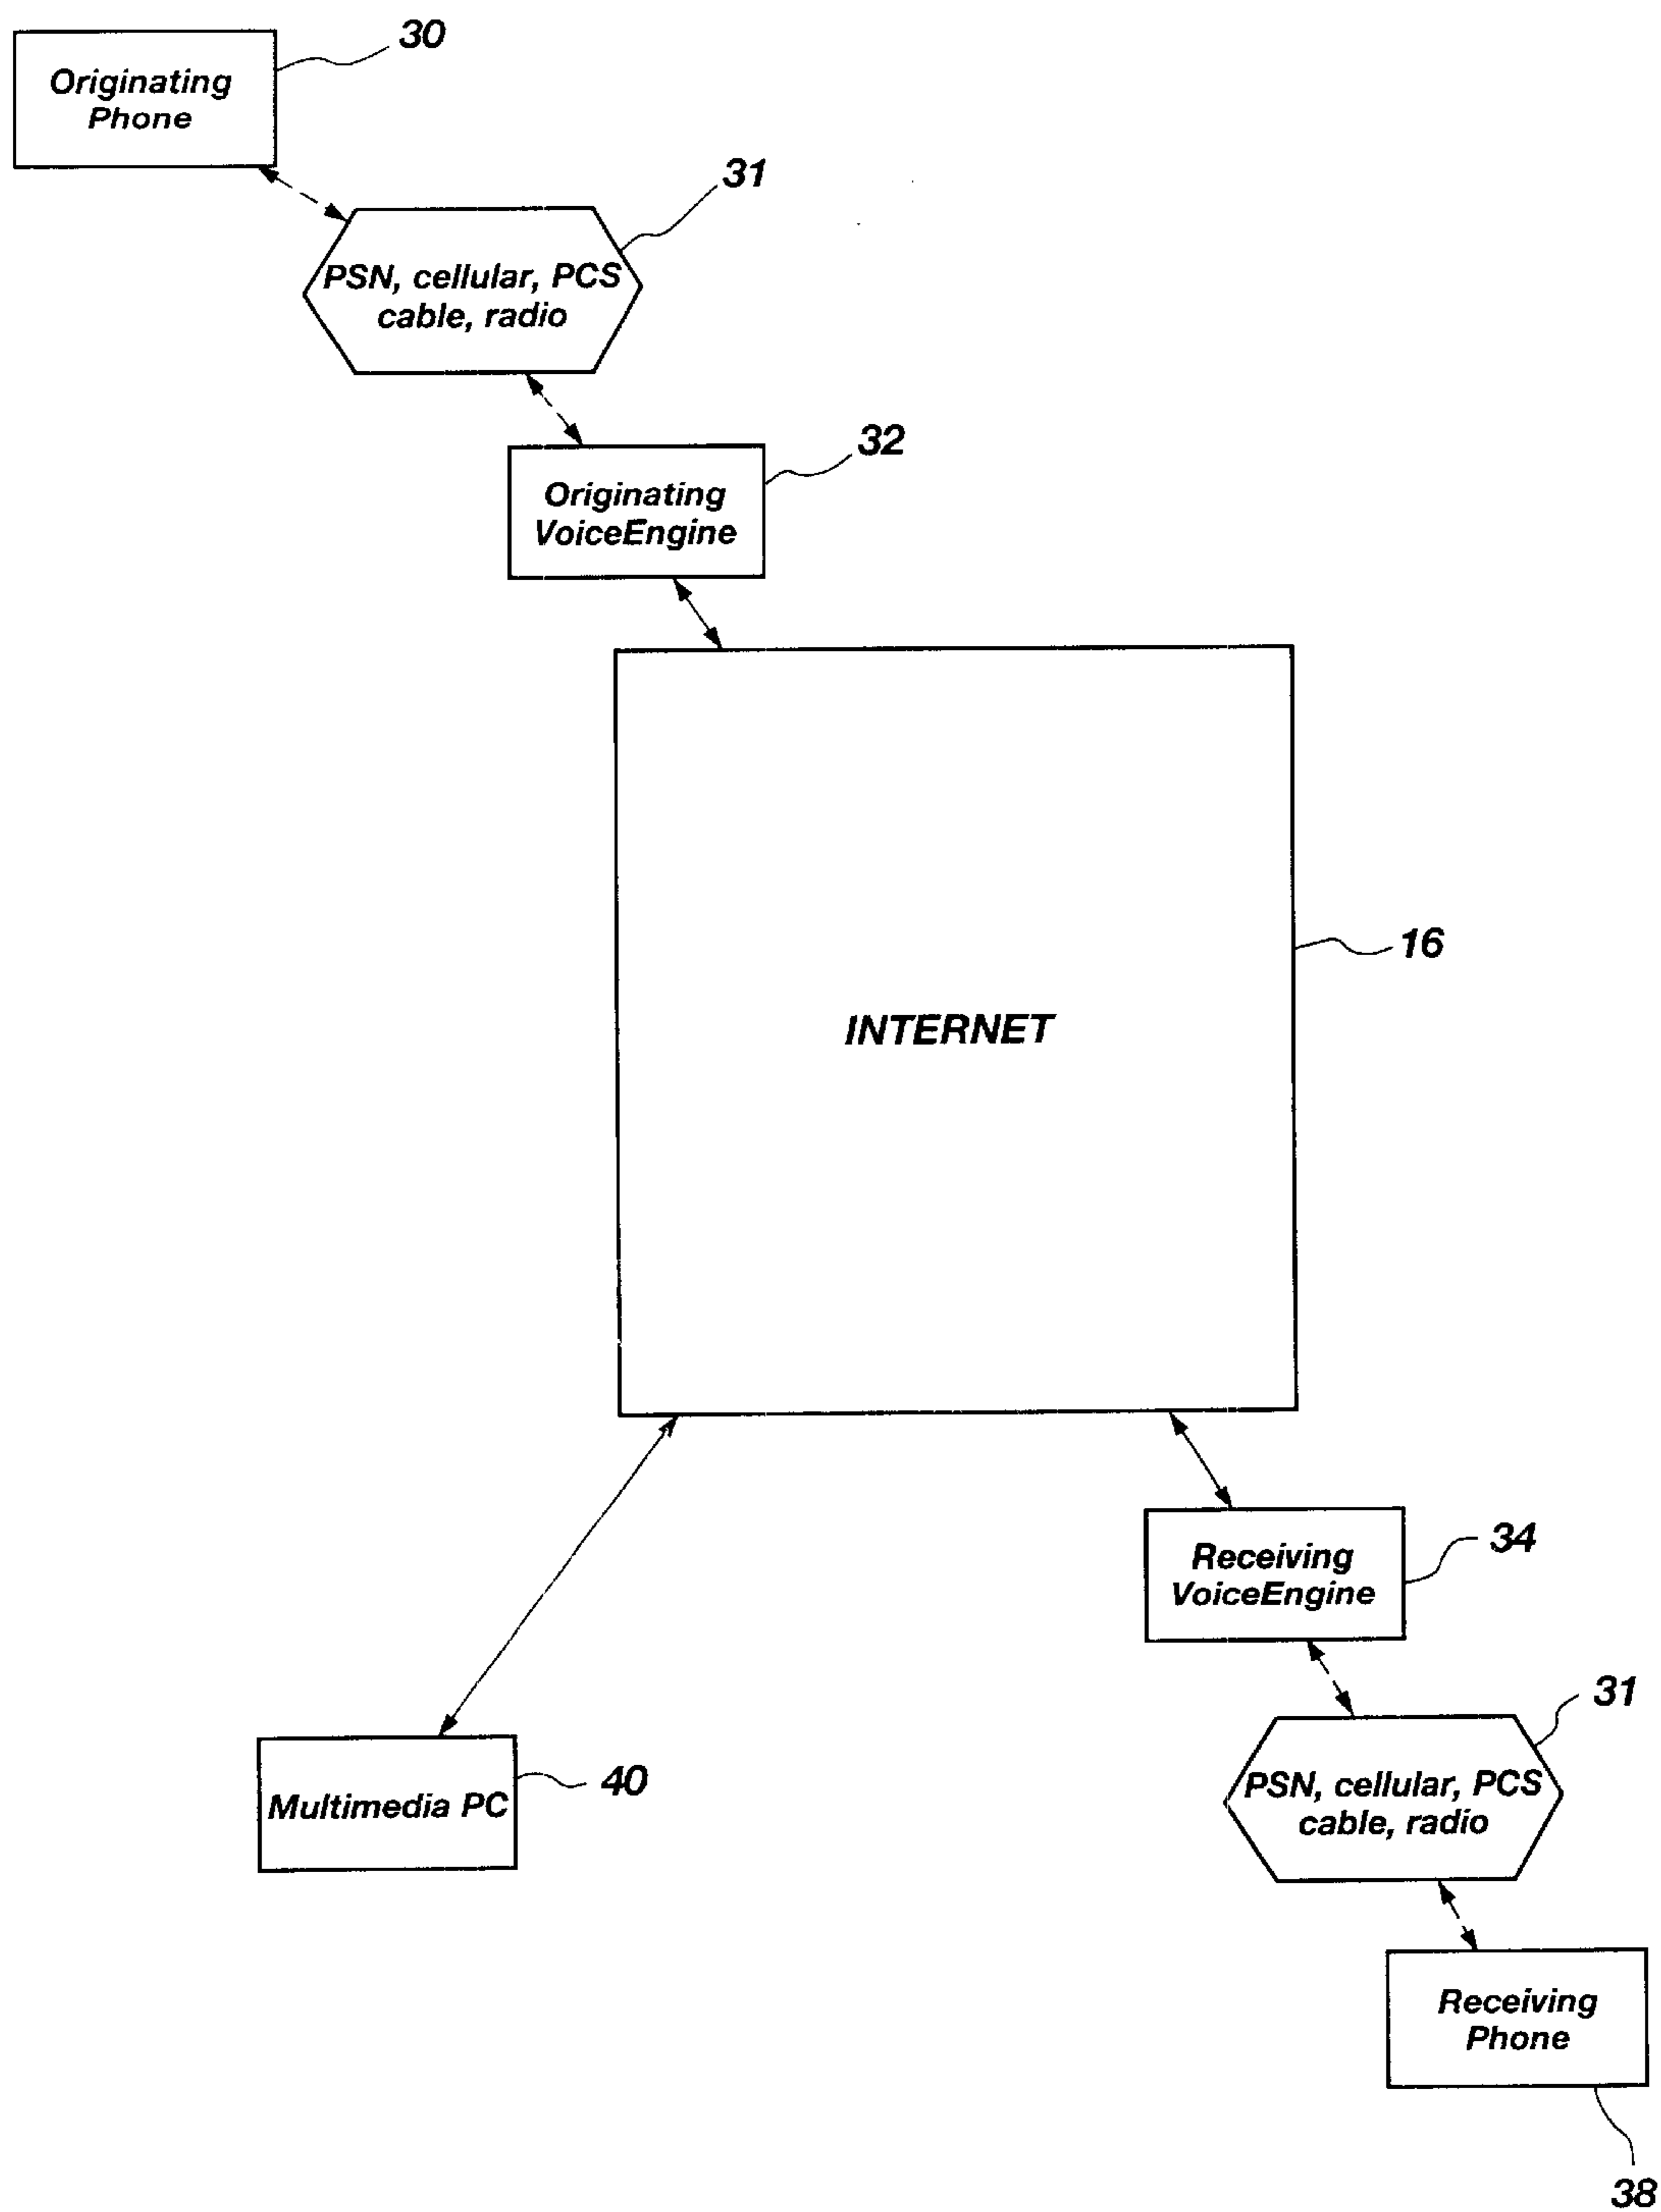 30
Originating
Phone
31
PSN, cellular, PCS
cable, radio
32
Originating
VoiceEngine
16
INTERNET
34
Receiving
VoiceEngine
31
40
Multimedia PC
PSN, cellular, PCS
cable, radio
Receiving
Phone
38